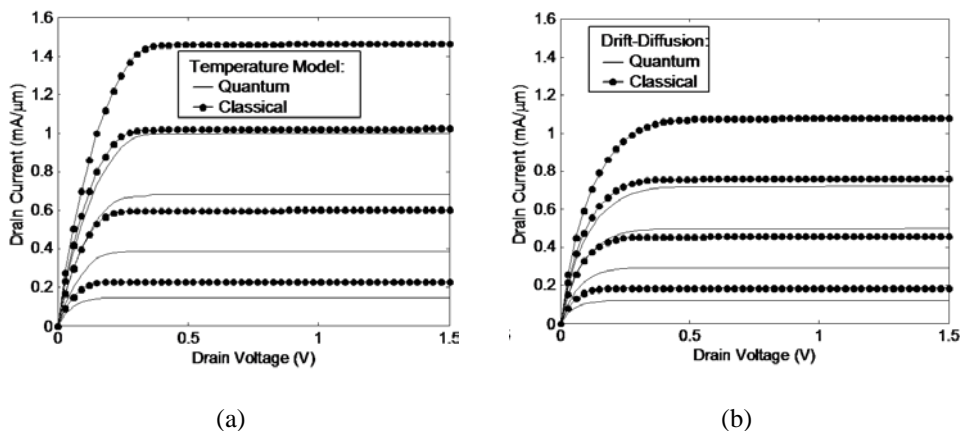 1.6
1.4
1.2
1
0.8
0.6
0.4
0.2
0
Drain Current (mA/μm)
Temperature Model:
Quantum
Classical
0 0.5 1 1.5
Drain Voltage (V)
(a)
1.6
1.4
1.2
1
0.8
0.6
0.4
0.2
0
Drain Current (mA/μm)
Drift-Diffusion:
Quantum
Classical
0 0.5 1 1.5
Drain Voltage (V)
(b)